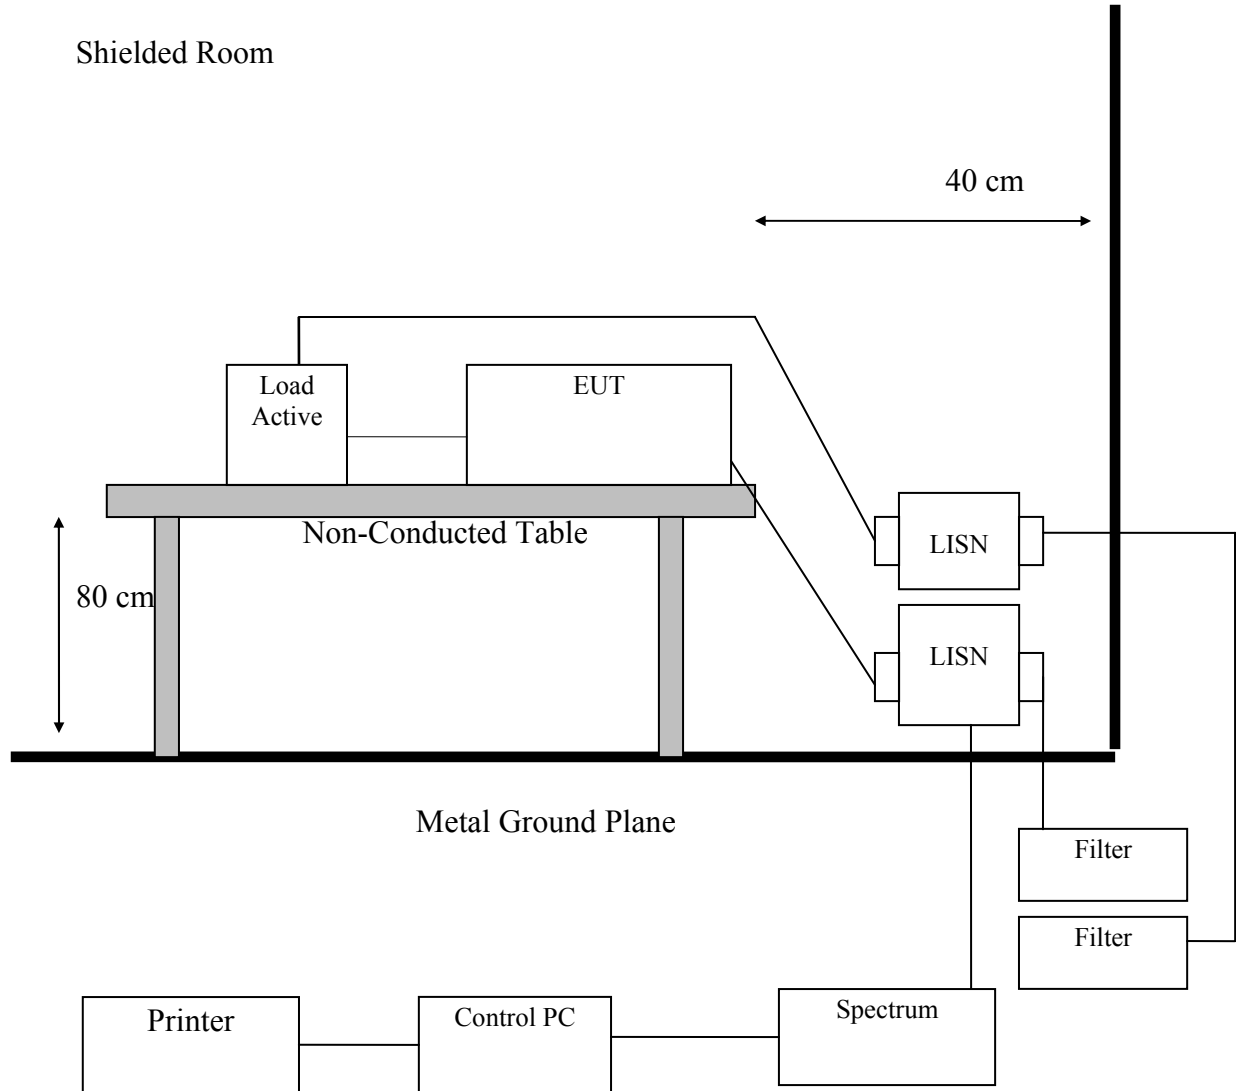 Shielded Room
40 cm
Load
Active
EUT
Non-Conducted Table
LISN
80 cm
LISN
Metal Ground Plane
Filter
Filter
Printer
Control PC
Spectrum